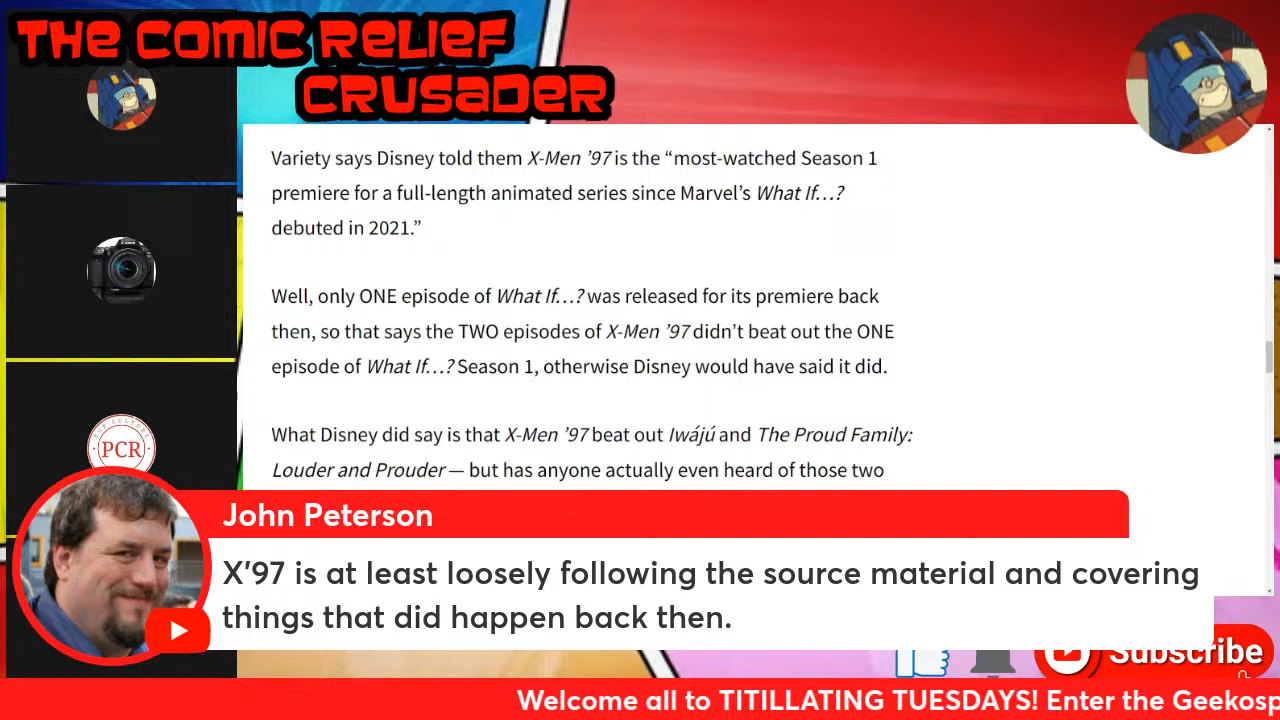 THE COMIC RELIEF
CRUSADER
Variety says Disney told them X-Men ’97 is the “most-watched Season 1
premiere for a full-length animated series since Marvel’s What If…?
debuted in 2021.”
Well, only ONE episode of What If…? was released for its premiere back
then, so that says the TWO episodes of X-Men ’97 didn’t beat out the ONE
episode of What If…? Season 1, otherwise Disney would have said it did.
What Disney did say is that X-Men ’97 beat out Iwájú and The Proud Family:
Louder and Prouder — but has anyone actually even heard of those two
POP CULTURE
PCR
John Peterson
X'97 is at least loosely following the source material and covering
things that did happen back then.
Subscribe
Welcome all to TITILLATING TUESDAYS! Enter the Geekosp